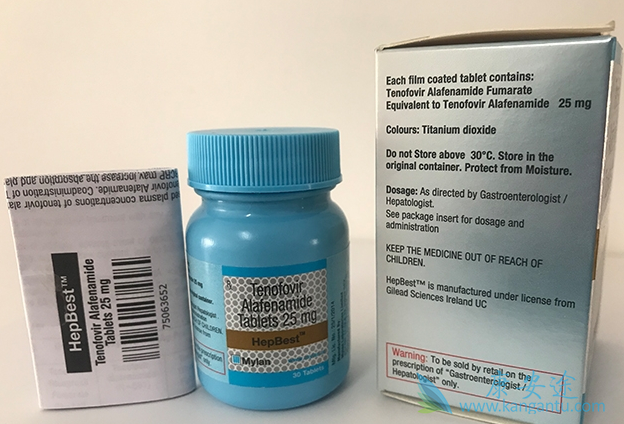 HepBest™
Tenofovir Alafenamide
Tablets 25 mg
75063652
Tenofovir
Alafenamide
Tablets 25 mg
HepBest™
Mylan
30 Tablets
Each film coated tablet contains:
Tenofovir Alafenamide Fumarate
Equivalent to Tenofovir Alafenamide 25 mg
Colours: Titanium dioxide
Do not Store above 30°C. Store in the
original container. Protect from Moisture.
Dosage: As directed by Gastroenterologist /
Hepatologist.
See package insert for dosage and
administration
KEEP THE MEDICINE OUT OF REACH OF
CHILDREN.
HepBest™ is manufactured under license from
Gilead Sciences Ireland UC
Warning: To be sold by retail on the
prescription of "Gastroenterologist /
Hepatologist" only.
康安途
www.kangantu.com